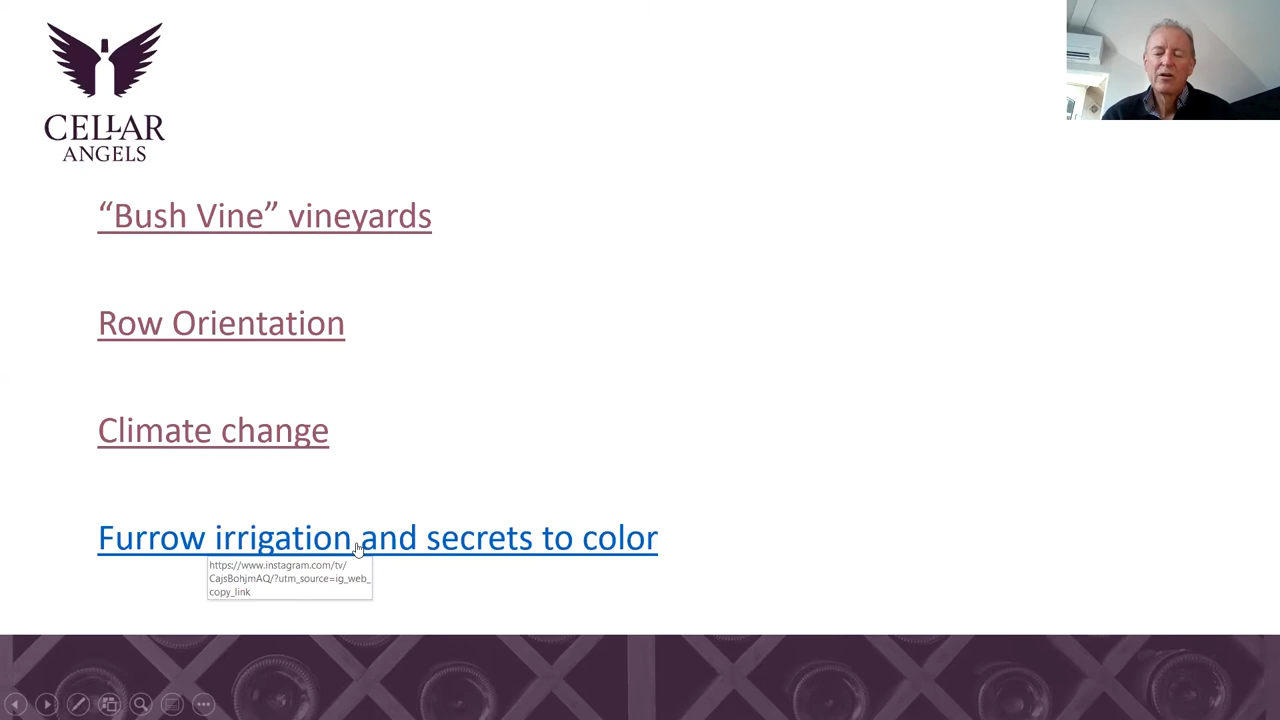 CELLAR
ANGELS
“Bush Vine” vineyards
Row Orientation
Climate change
Furrow irrigation and secrets to color
https://www.instagram.com/tv/
CajsBohjmAQ/?utm_source=ig_web_
copy_link